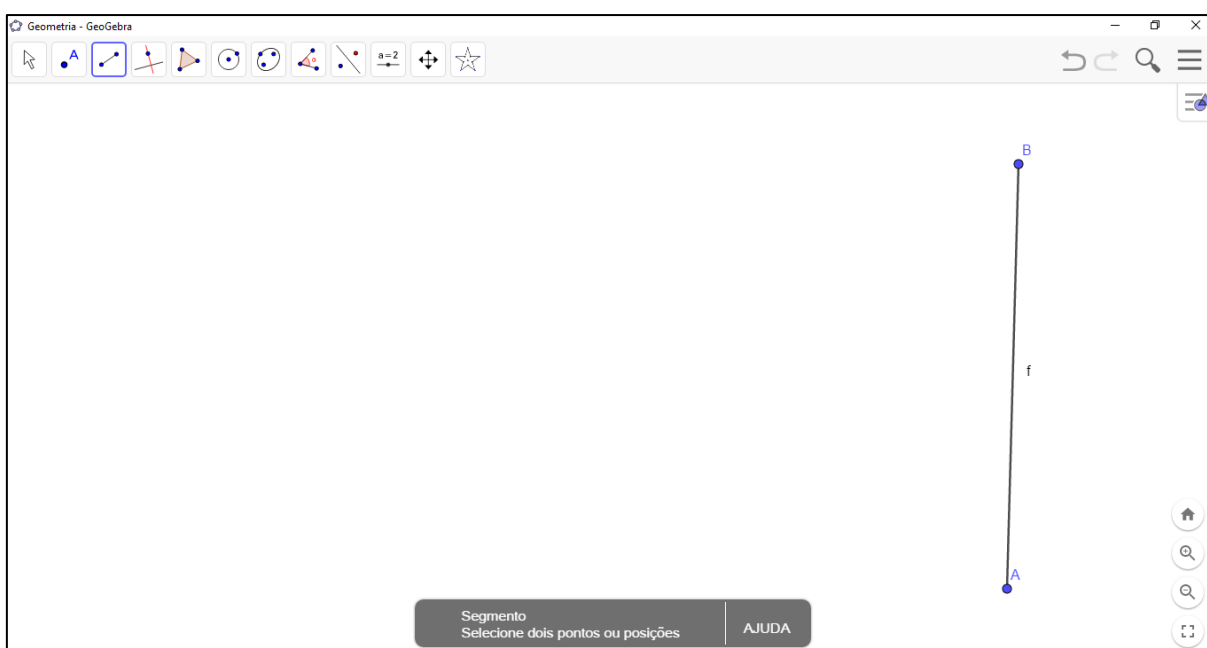 Geometria - GeoGebra
A
a=2
B
f
A
Segmento
Selecione dois pontos ou posições
AJUDA